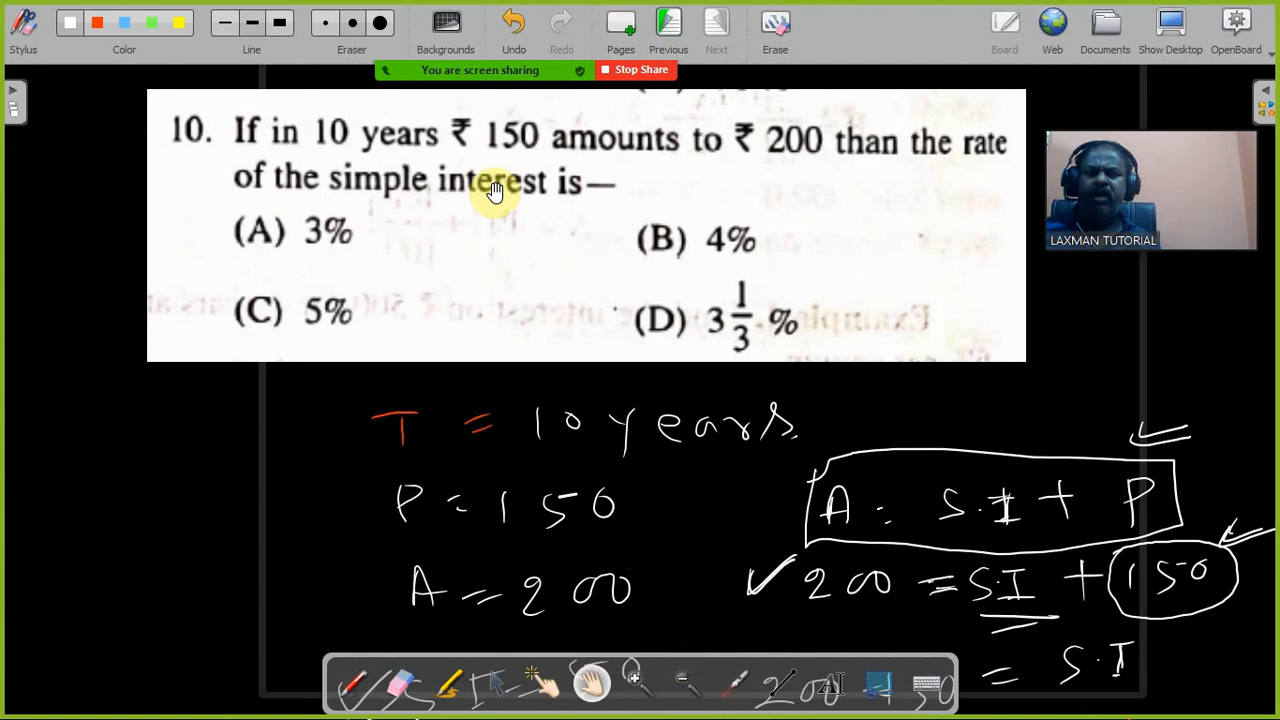 Stylus Color Line Eraser Backgrounds Undo Redo Pages Previous Next Erase Board Web Documents Show Desktop OpenBoard
You are screen sharing Stop Share
10. If in 10 years ₹ 150 amounts to ₹ 200 than the rate
of the simple interest is—
(A) 3% (B) 4%
(C) 5% (D) 3 1/3 %
LAXMAN TUTORIAL
T = 10 years
P = 150
A = 200
A = S.I + P
200 = S.I + 150
= S.I